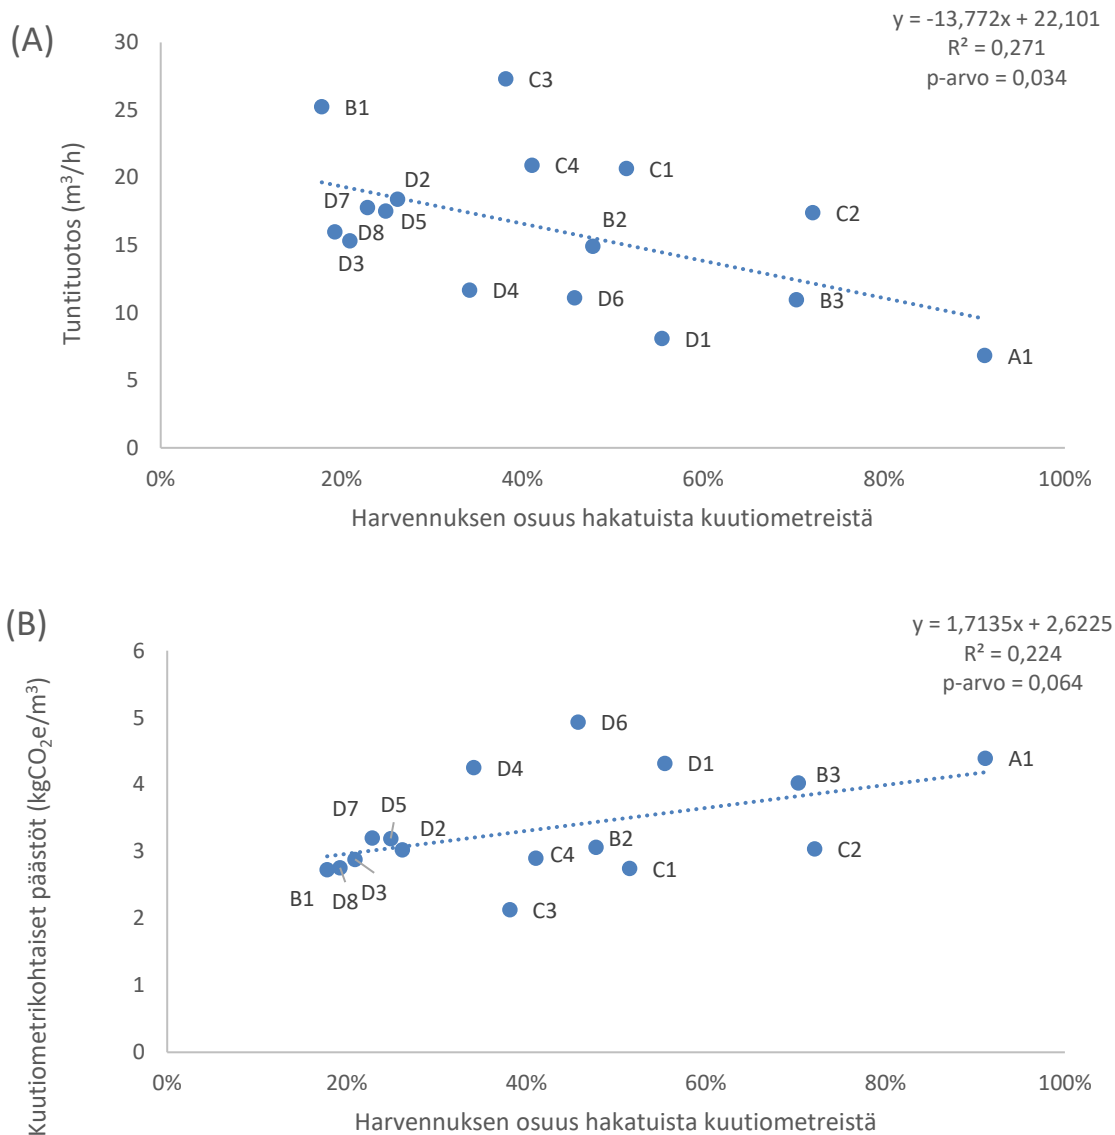 (A)
y = -13,772x + 22,101
R² = 0,271
p-arvo = 0,034
Tuntituotos (m³/h)
30
25
20
15
10
5
0
C3
B1
C4
C1
D2
D7
D5
C2
B2
D8
D3
D4
D6
B3
D1
A1
0%
20%
40%
60%
80%
100%
Harvennuksen osuus hakatuista kuutiometreistä
(B)
y = 1,7135x + 2,6225
R² = 0,224
p-arvo = 0,064
Kuutiometrikohtaiset päästöt (kgCO₂e/m³)
6
5
4
3
2
1
0
D6
D4
D1
A1
B3
D7
D5
D2
B2
C4
C2
C1
B1
D8
D3
C3
0%
20%
40%
60%
80%
100%
Harvennuksen osuus hakatuista kuutiometreistä